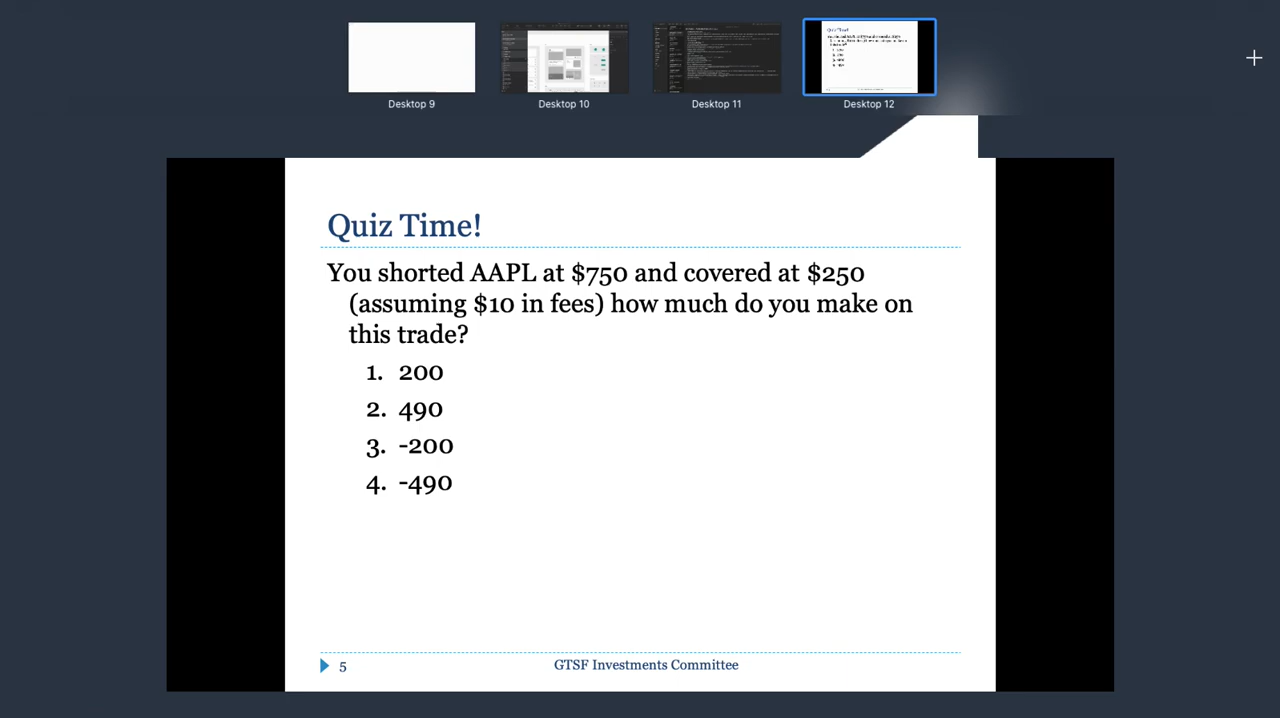 Desktop 9
Desktop 10
Desktop 11
Desktop 12
Quiz Time!
You shorted AAPL at $750 and covered at $250
(assuming $10 in fees) how much do you make on
this trade?
1. 200
2. 490
3. -200
4. -490
5
GTSF Investments Committee